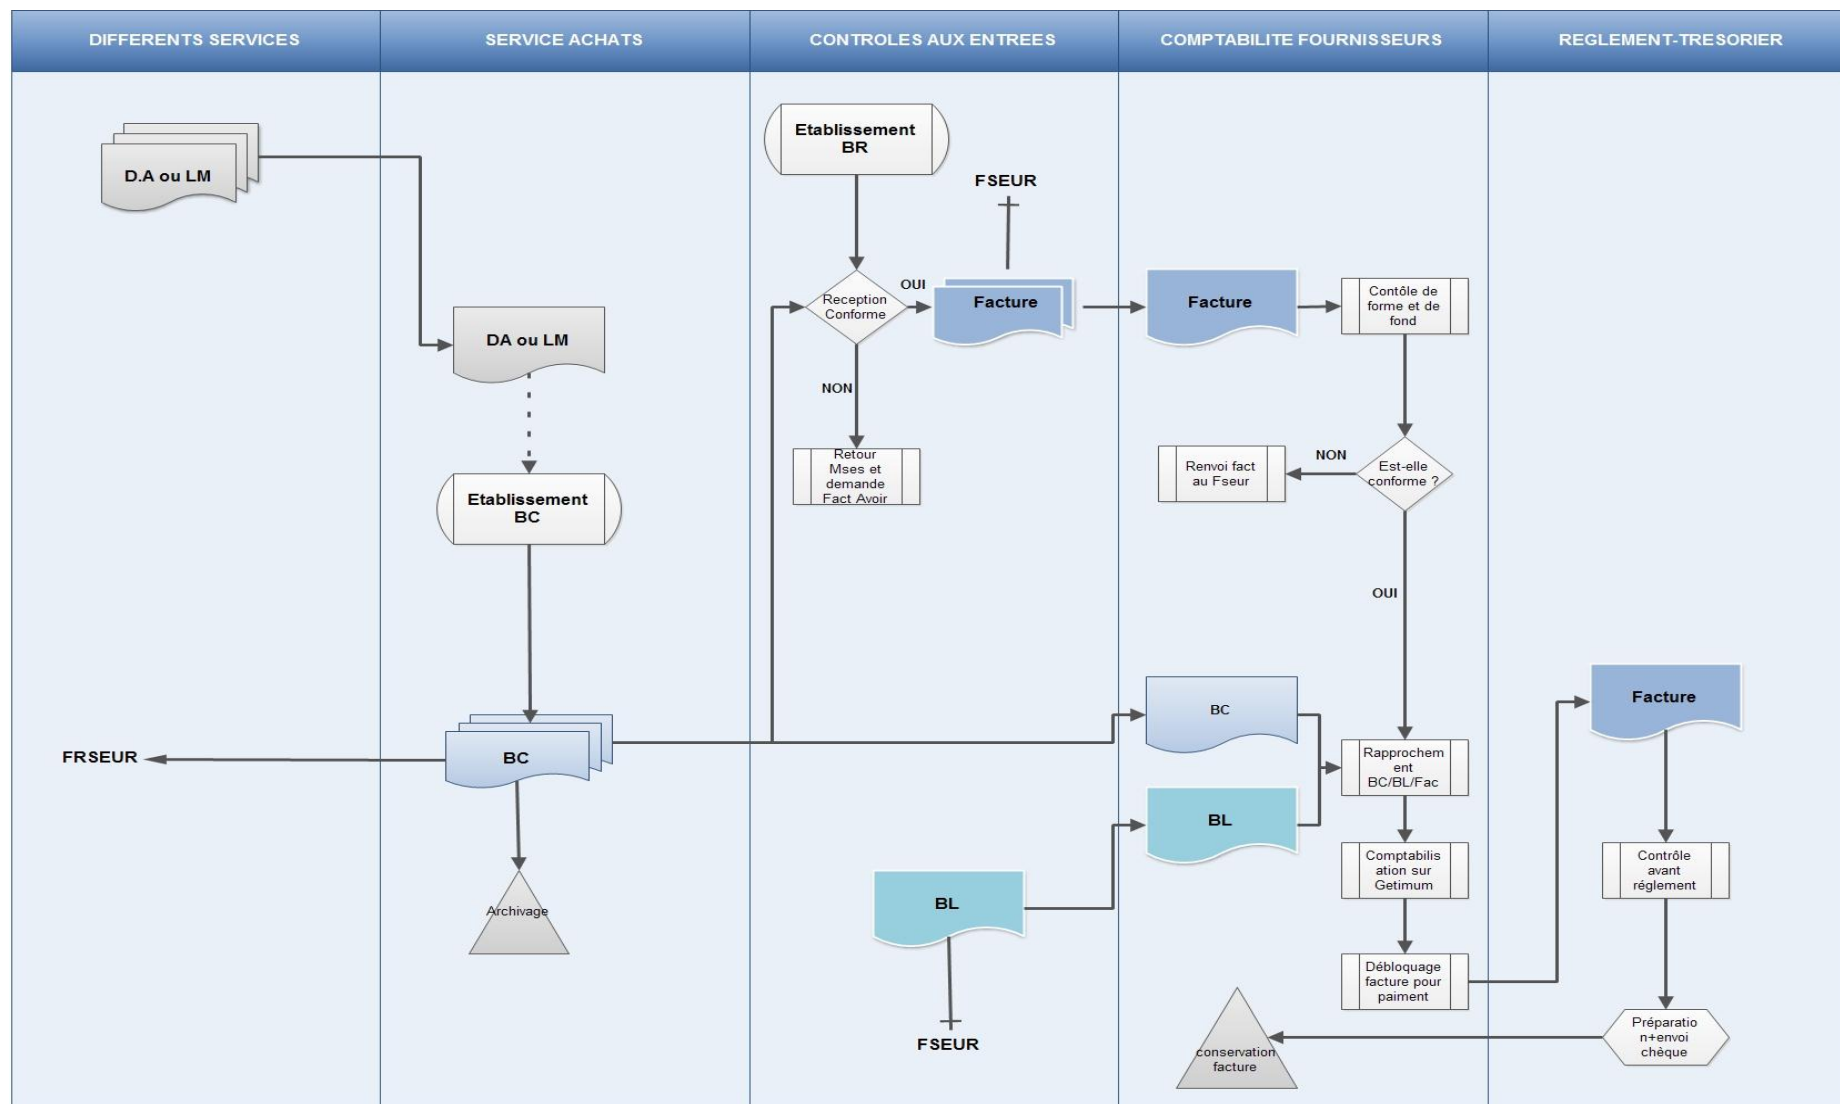 DIFFERENTS SERVICES
SERVICE ACHATS
CONTROLES AUX ENTREES
COMPTABILITE FOURNISSEURS
REGLEMENT-TRESORIER
D.A ou LM
DA ou LM
Etablissement
BC
BC
FRSEUR
Archivage
Etablissement
BR
FSEUR
Reception
Conforme
OUI
Facture
NON
Retour
Mses et
demande
Fact Avoir
BL
FSEUR
Facture
Contôle de
forme et de
fond
Est-elle
conforme ?
NON
Renvoi fact
au Fseur
OUI
BC
BL
Rapprochem
ent
BC/BL/Fac
Comptabilis
ation sur
Getimum
Débloquage
facture pour
paiment
Facture
Contrôle
avant
réglement
Préparatio
n+envoi
chèque
conservation
facture